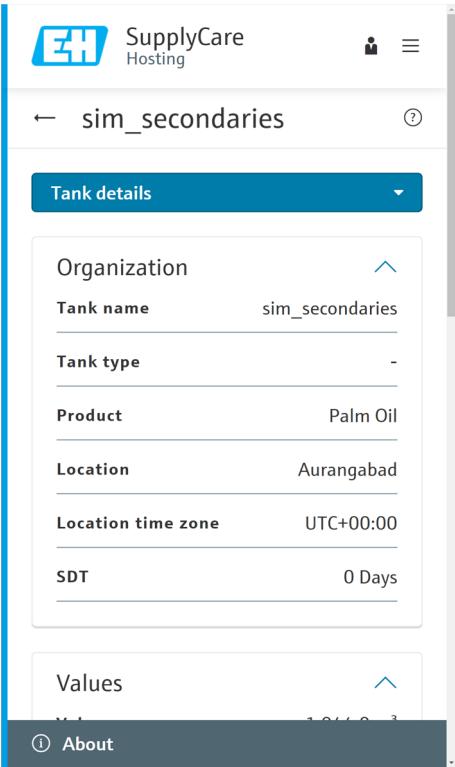 EH SupplyCare
Hosting
← sim_secondaries ?
Tank details
Organization
Tank name sim_secondaries
Tank type -
Product Palm Oil
Location Aurangabad
Location time zone UTC+00:00
SDT 0 Days
Values
i About